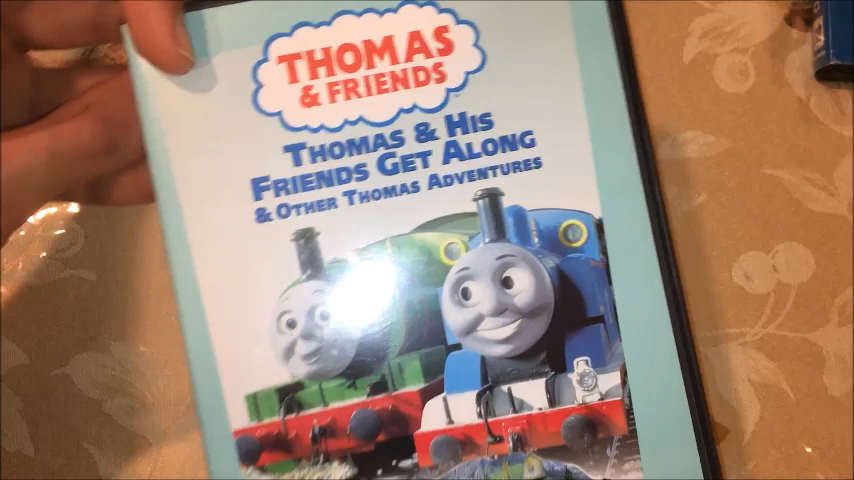 THOMAS
& FRIENDS
THOMAS & HIS
FRIENDS GET ALONG
& OTHER THOMAS ADVENTURES